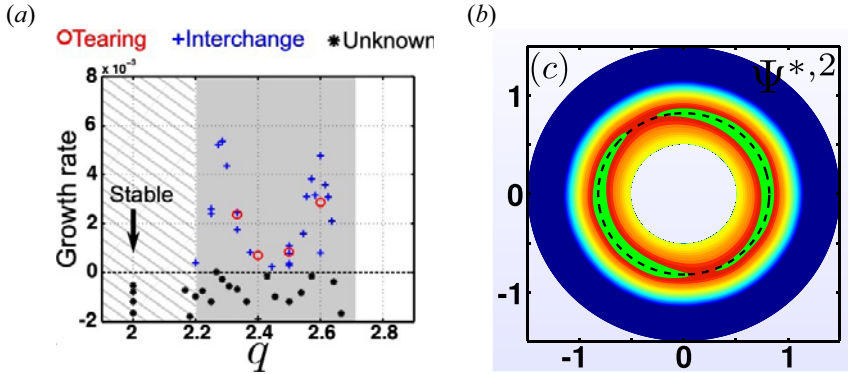 (a)
Tearing Interchange Unknown
8 × 10⁻³
6
4
2
0
-2
Growth rate
Stable
2 2.2 2.4 2.6 2.8
q
(b)
(c) Ψ*,2
1
0
-1
-1 0 1